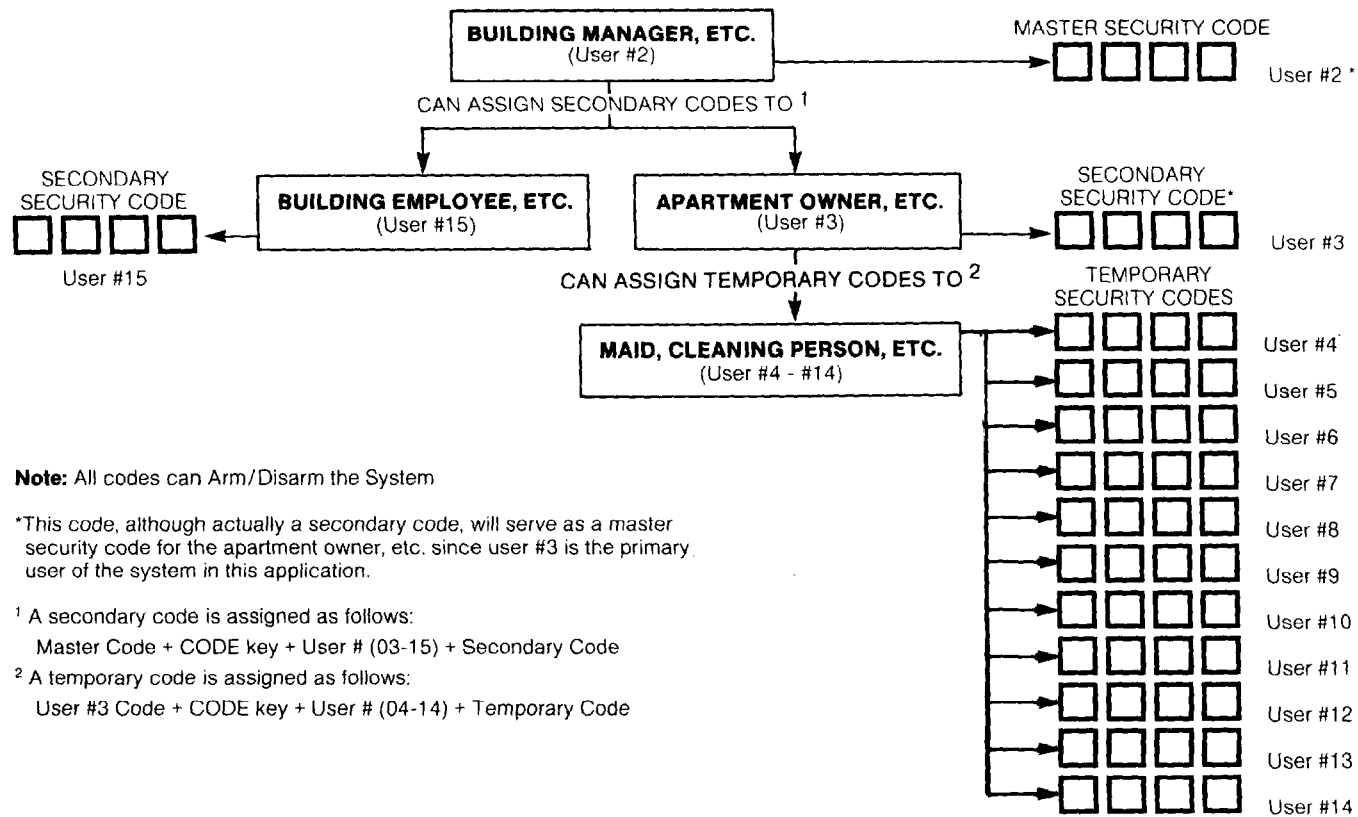 BUILDING MANAGER, ETC.
(User #2)
MASTER SECURITY CODE
User #2 *
CAN ASSIGN SECONDARY CODES TO 1
SECONDARY
SECURITY CODE
User #15
BUILDING EMPLOYEE, ETC.
(User #15)
APARTMENT OWNER, ETC.
(User #3)
SECONDARY
SECURITY CODE*
User #3
CAN ASSIGN TEMPORARY CODES TO 2
TEMPORARY
SECURITY CODES
MAID, CLEANING PERSON, ETC.
(User #4 - #14)
User #4
User #5
User #6
User #7
User #8
User #9
User #10
User #11
User #12
User #13
User #14
Note: All codes can Arm/Disarm the System
*This code, although actually a secondary code, will serve as a master
security code for the apartment owner, etc. since user #3 is the primary
user of the system in this application.
1 A secondary code is assigned as follows:
Master Code + CODE key + User # (03-15) + Secondary Code
2 A temporary code is assigned as follows:
User #3 Code + CODE key + User # (04-14) + Temporary Code